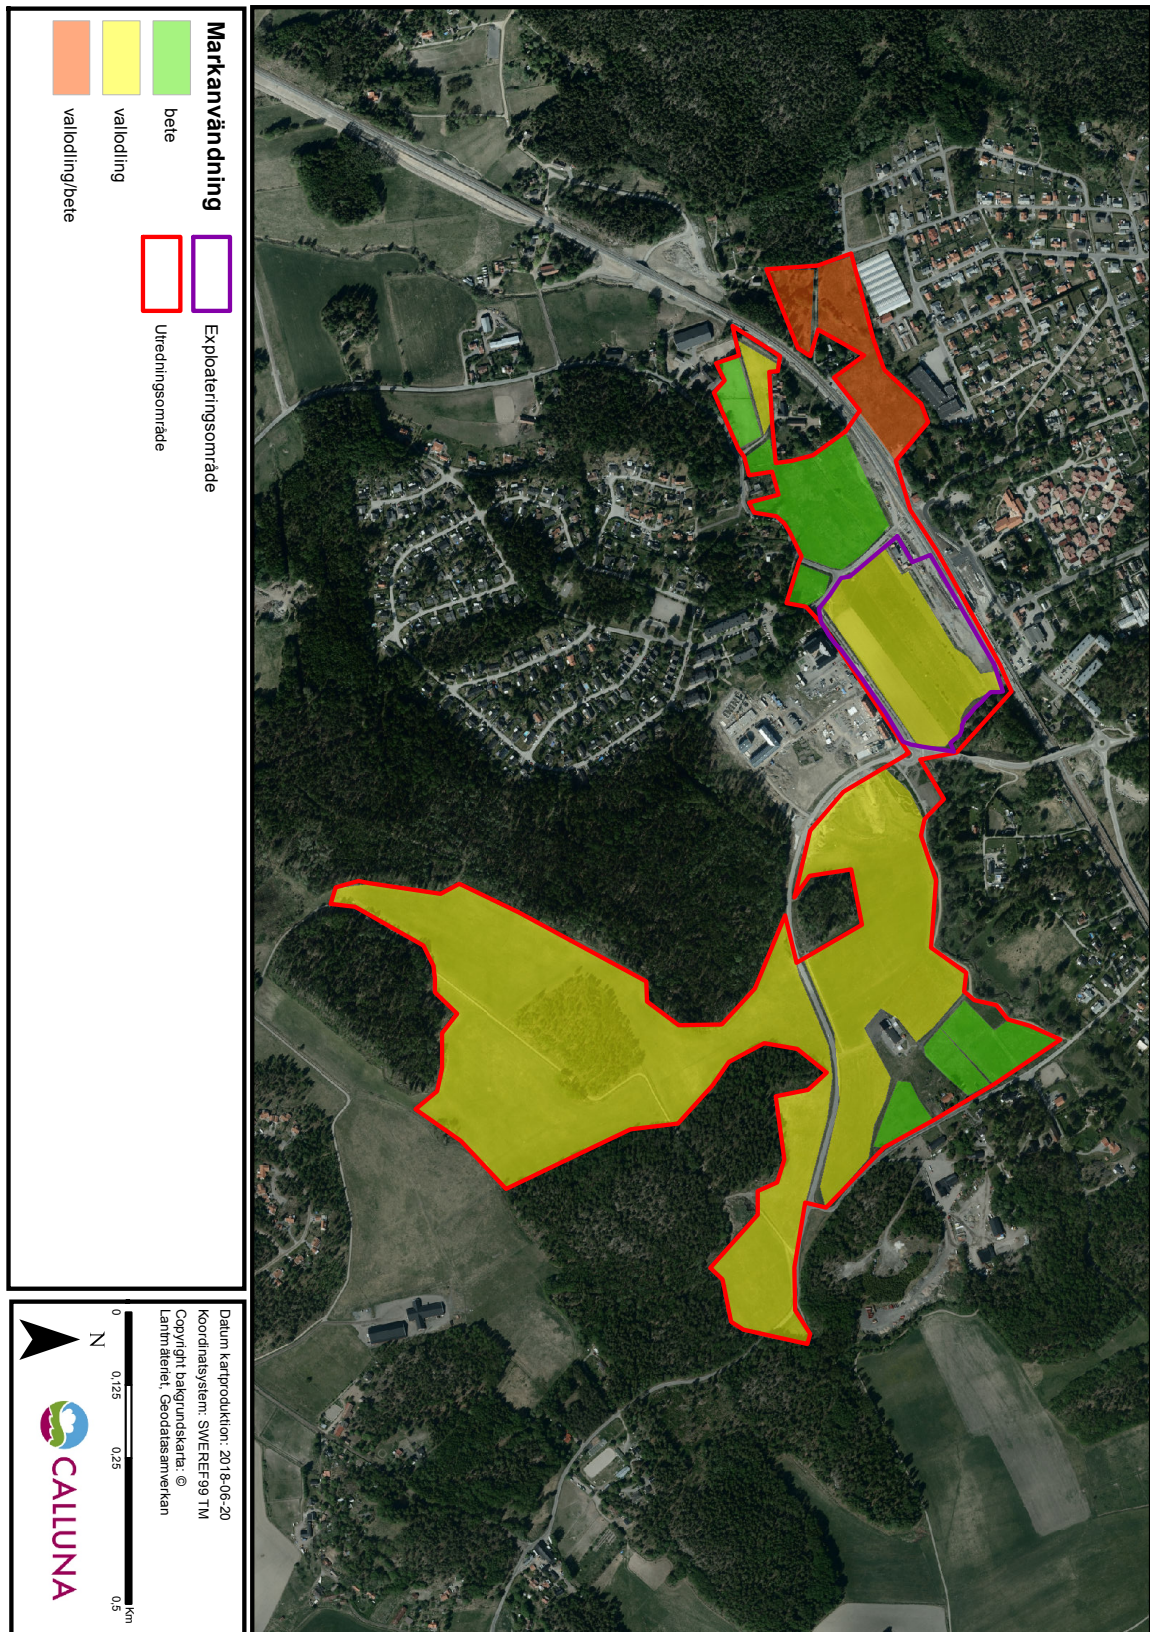 Markanvändning
bete
vallodling
vallodling/bete
Exploateringsområde
Utredningsområde
Datum kartproduktion: 2018-06-20
Koordinatsystem: SWEREF99 TM
Copyright bakgrundskarta: ©
Lantmäteriet, Geodatasamverkan
0 0,125 0,25 0,5
Km
N
CALLUNA